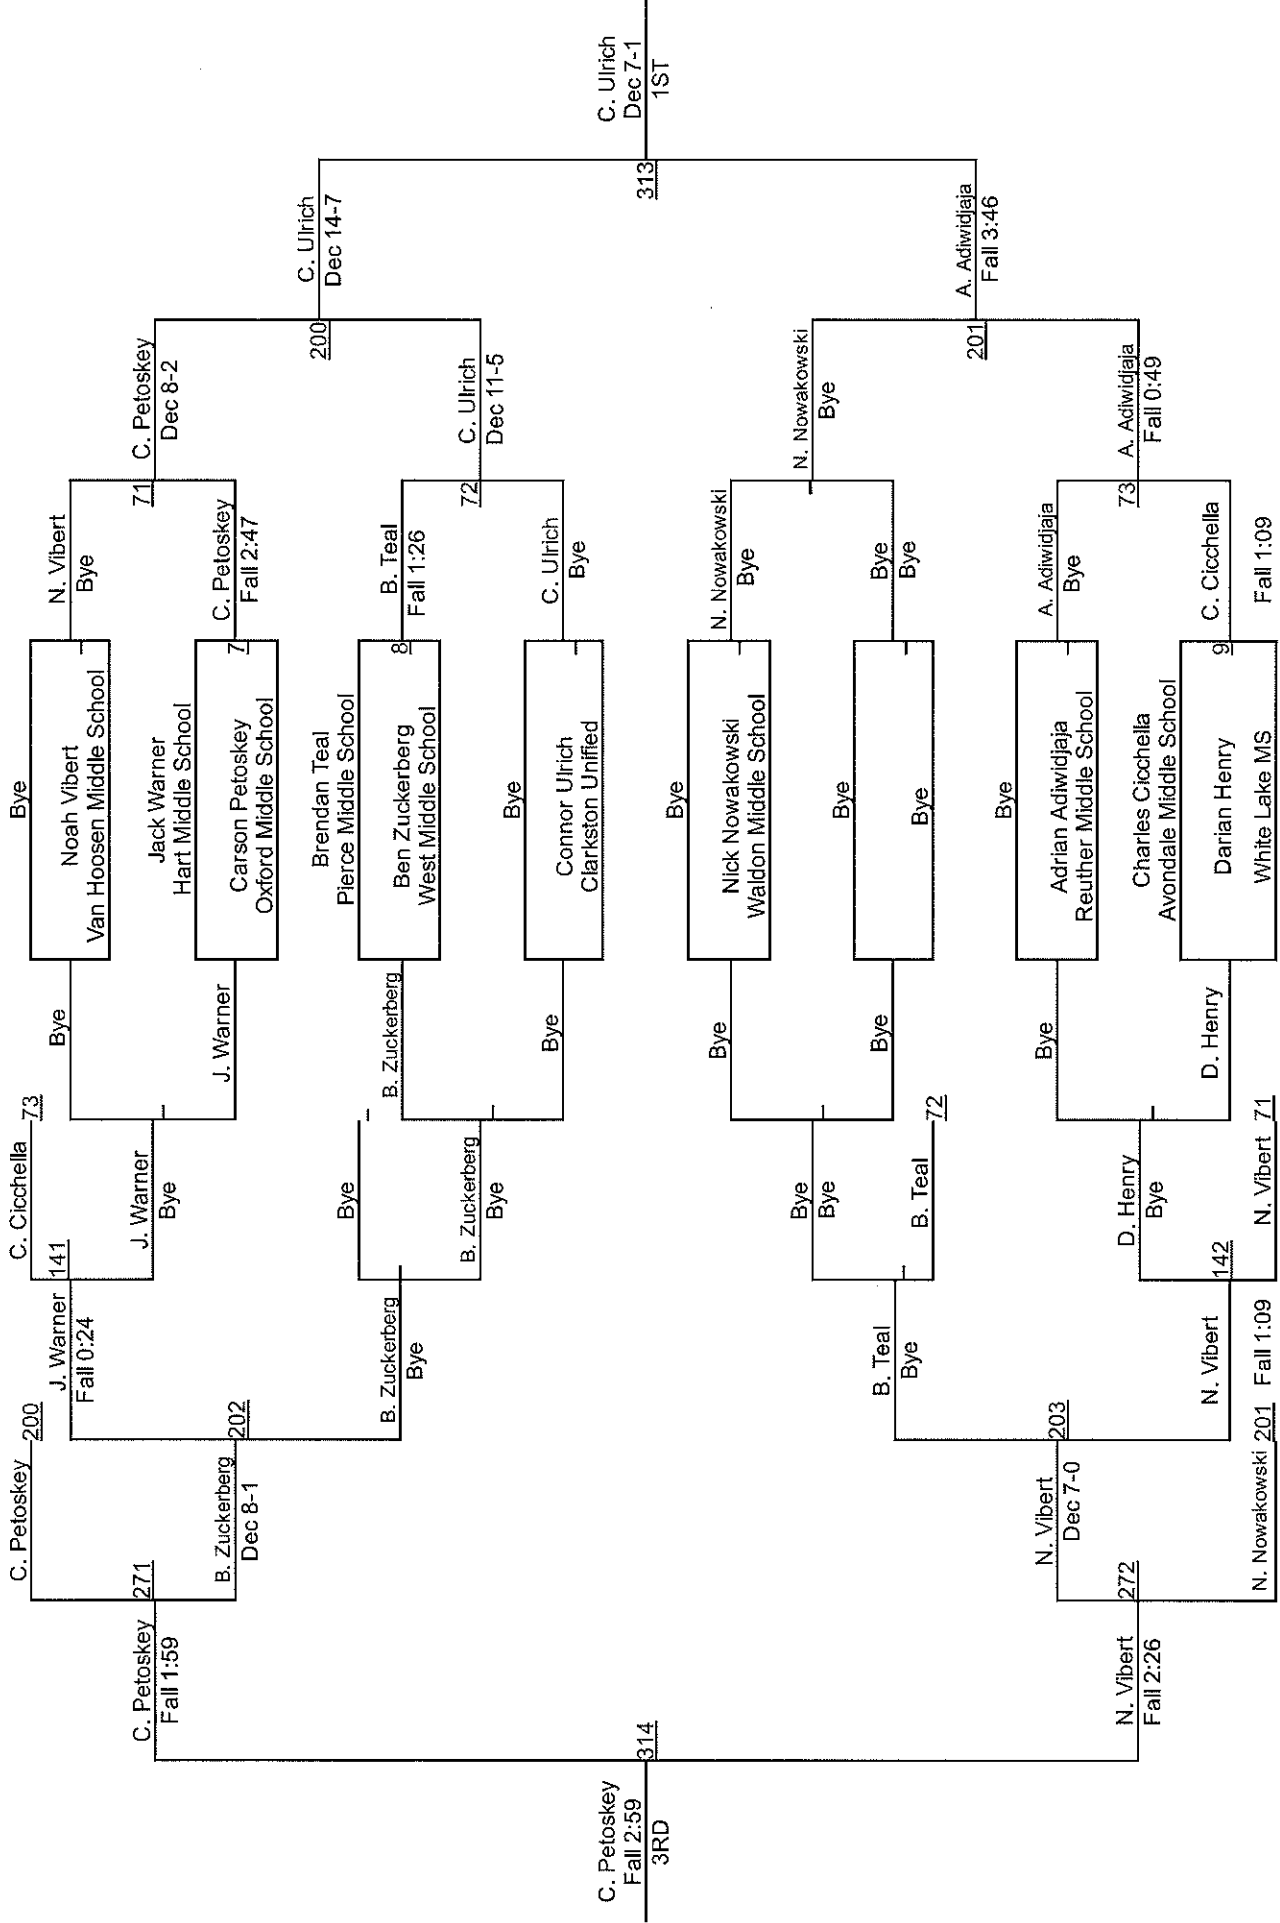 Bye
Noah Vibert
Van Hoosen Middle School
Jack Warner
Hart Middle School
Carson Petoskey
Oxford Middle School
7
Brendan Teal
Pierce Middle School
Ben Zuckerberg
West Middle School
8
Bye
Connor Ulrich
Clarkston Unified
Bye
Nick Nowakowski
Waldon Middle School
Bye
Bye
Bye
Adrian Adiwidjaja
Reuther Middle School
Charles Cicchella
Avondale Middle School
Darian Henry
White Lake MS
9
N. Vibert
Bye
C. Petoskey
Fall 2:47
B. Teal
Fall 1:26
C. Ulrich
Bye
N. Nowakowski
Bye
Bye
Bye
A. Adiwidjaja
Bye
C. Cicchella
Fall 1:09
71
C. Petoskey
Dec 8-2
72
C. Ulrich
Dec 11-5
N. Nowakowski
Bye
73
A. Adiwidjaja
Fall 0:49
200
C. Ulrich
Dec 14-7
201
A. Adiwidjaja
Fall 3:46
313
C. Ulrich
Dec 7-1
1ST
Bye
J. Warner
B. Zuckerberg
Bye
Bye
Bye
Bye
D. Henry
C. Cicchella 73
J. Warner
Bye
Bye
B. Zuckerberg
Bye
Bye
Bye
B. Teal 72
D. Henry
Bye
N. Vibert 71
141
J. Warner
Fall 0:24
B. Zuckerberg
Bye
B. Teal
Bye
142
N. Vibert
Fall 1:09
C. Petoskey 200
202
B. Zuckerberg
Dec 8-1
203
N. Vibert
Dec 7-0
N. Nowakowski 201
271
C. Petoskey
Fall 1:59
272
N. Vibert
Fall 2:26
314
C. Petoskey
Fall 2:59
3RD